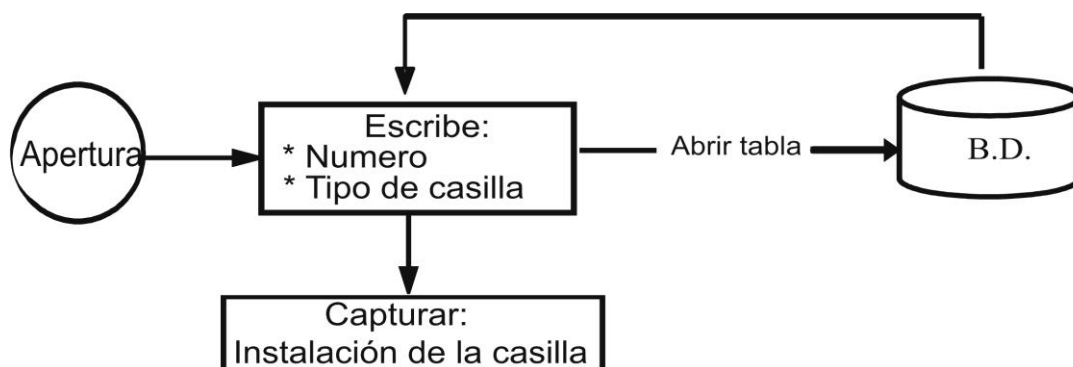 Apertura
Escribe:
* Numero
* Tipo de casilla
Abrir tabla
B.D.
Capturar:
Instalación de la casilla